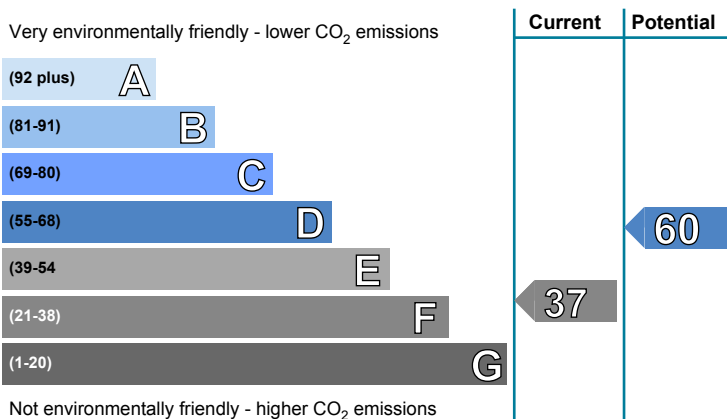 Very environmentally friendly - lower CO2 emissions
Current
Potential
(92 plus) A
(81-91) B
(69-80) C
(55-68) D
60
(39-54 E
37
(21-38) F
(1-20) G
Not environmentally friendly - higher CO2 emissions